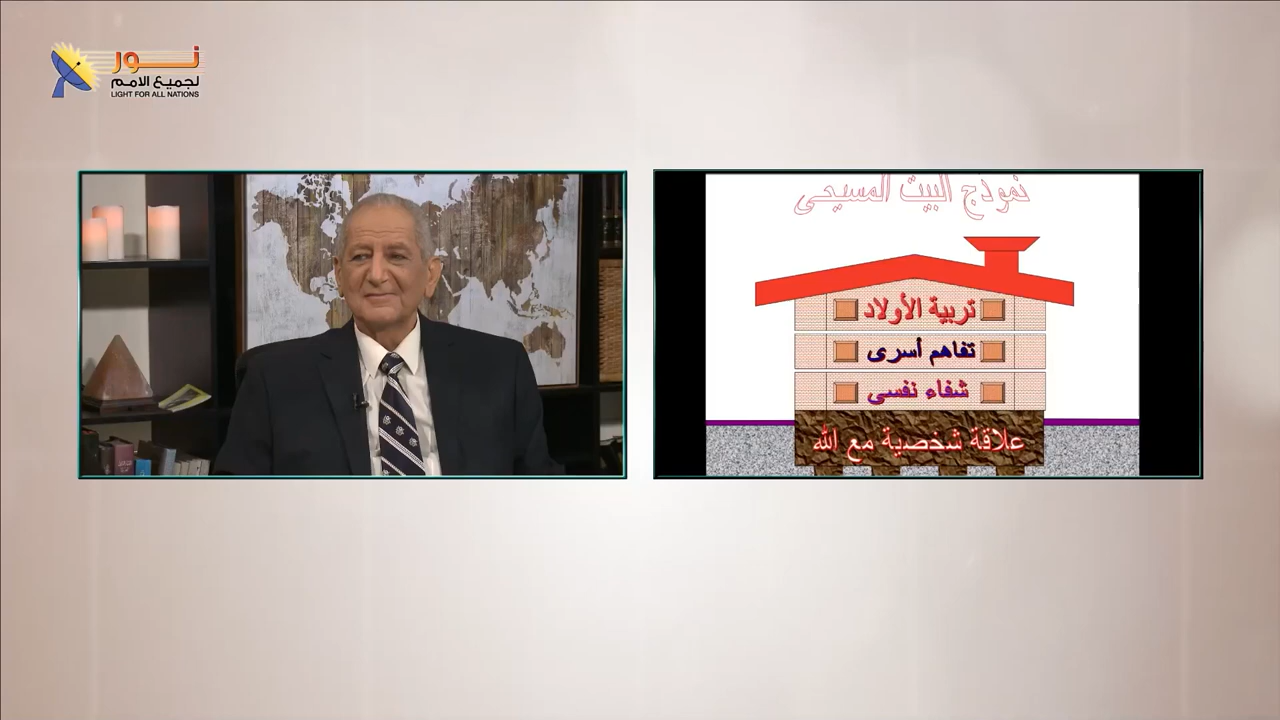 نور
لجميع الامم
LIGHT FOR ALL NATIONS
نموذج البيت المسيحى
تربية الأولاد
تفاهم أسرى
شفاء نفسى
علاقة شخصية مع الله